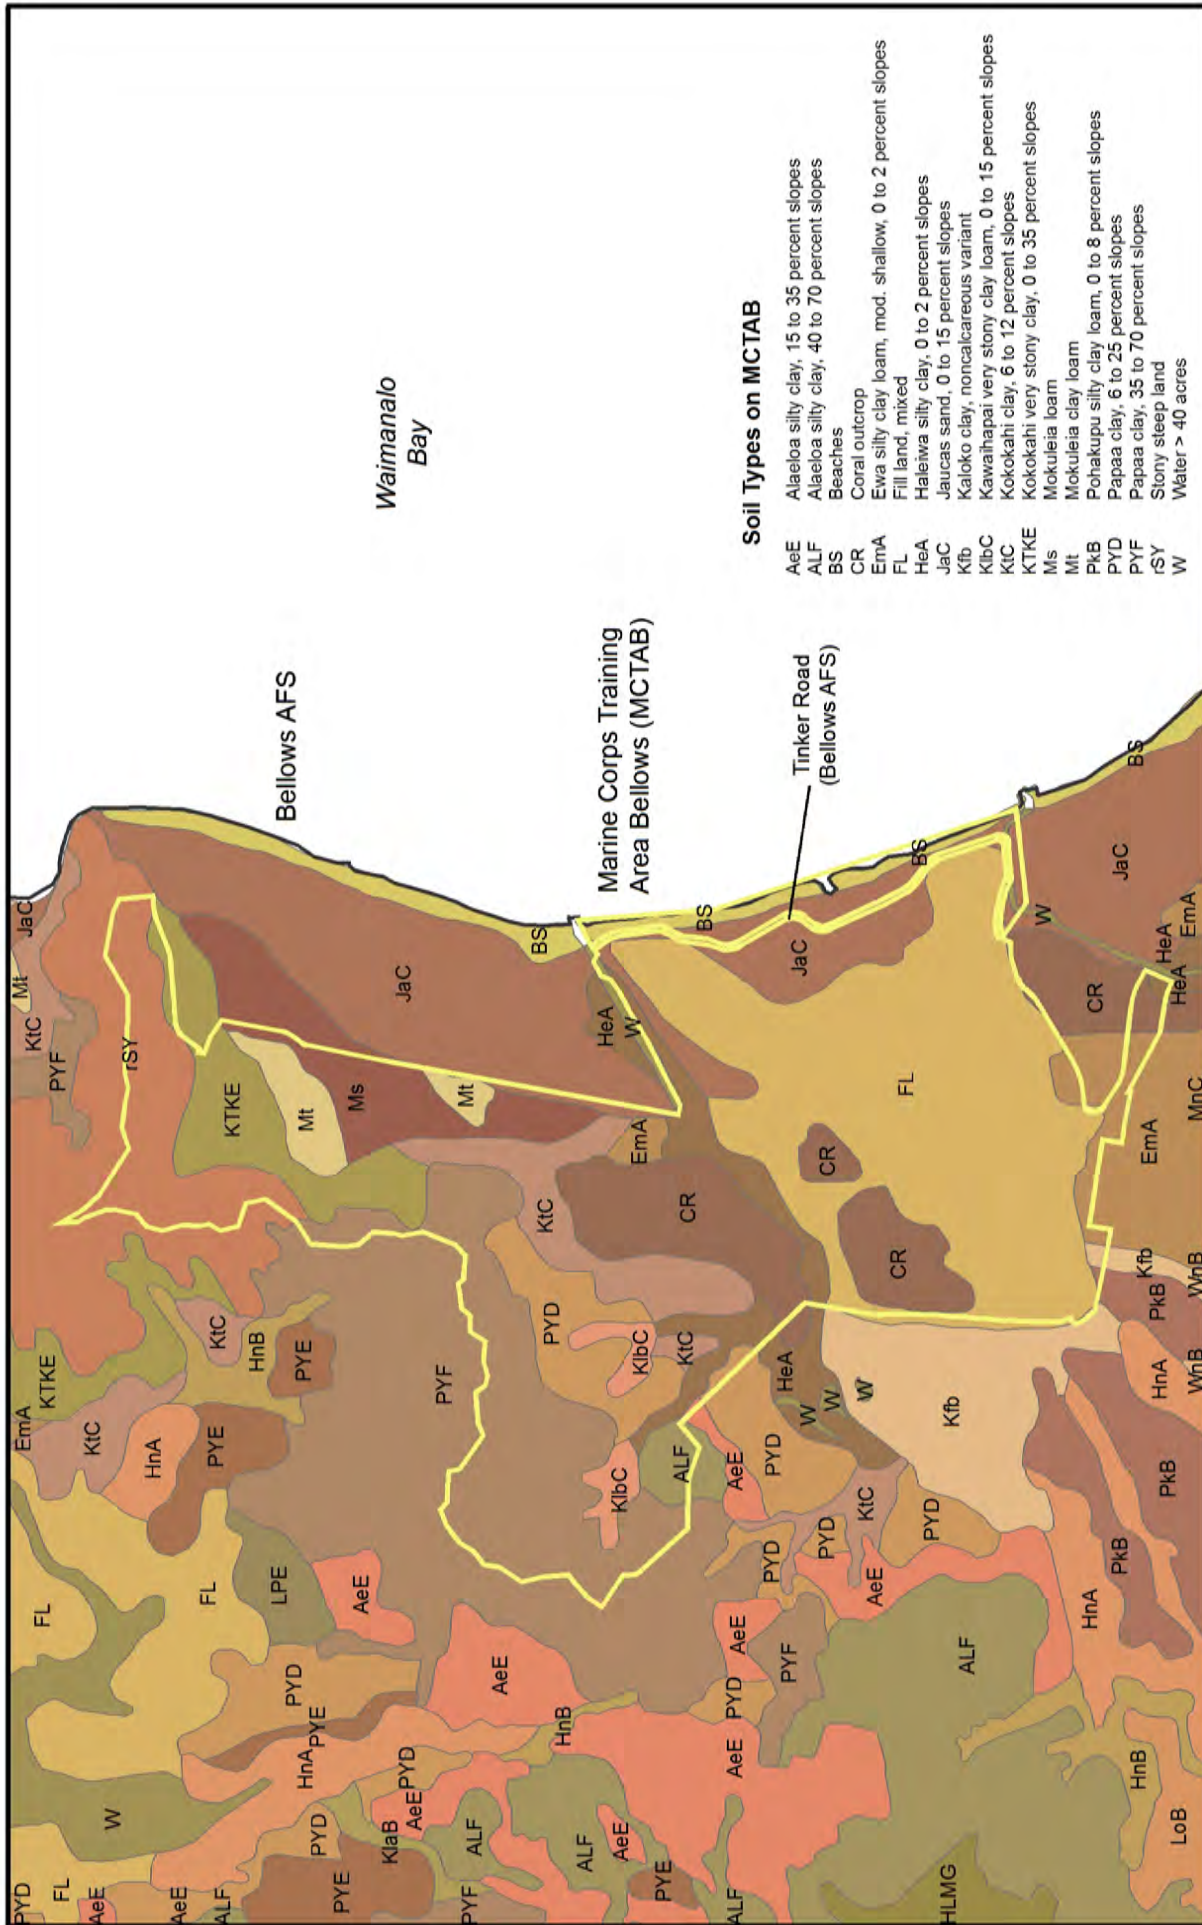 HLMG
ALF
ALF
PYF
ALF
AeE
AeE
FL
PYD
PYE
PYE
LoB
AeE
ALF
ALF
KlaB
AeE
PYD
W
HnB
AeE
HnB
PYD
HnA
PYE
PYD
AeE
PYD
PYF
AeE
ALF
HnA
FL
FL
LPE
AeE
AeE
PYD
PYD
PkB
PYE
HnA
KtC
EmA
KlbC
ALF
AeE
PYD
KtC
PYD
PkB
KTKE
PYE
HnB
KtC
PYF
W
W
W
HeA
Kfb
HnA
WnB
PYD
KlbC
KtC
PkB
WnB
Kfb
KtC
CR
CR
CR
EmA
EmA
MnC
KTKE
Mt
Ms
Mt
FL
PYF
rSY
KtC
Mt
JaC
JaC
HeA
W
CR
HeA
HeA
EmA
JaC
W
BS
BS
BS
JaC
BS
Bellows AFS
Waimanalo
Bay
Marine Corps Training
Area Bellows (MCTAB)
Tinker Road
(Bellows AFS)
Soil Types on MCTAB
AeE Alaeloa silty clay, 15 to 35 percent slopes
ALF Alaeloa silty clay, 40 to 70 percent slopes
BS Beaches
CR Coral outcrop
EmA Ewa silty clay loam, mod. shallow, 0 to 2 percent slopes
FL Fill land, mixed
HeA Haleiwa silty clay, 0 to 2 percent slopes
JaC Jaucas sand, 0 to 15 percent slopes
Kfb Kaloko clay, noncalcareous variant
KlbC Kawaihapai very stony clay loam, 0 to 15 percent slopes
KtC Kokokahi clay, 6 to 12 percent slopes
KTKE Kokokahi very stony clay, 0 to 35 percent slopes
Ms Mokuleia loam
Mt Mokuleia clay loam
PkB Pohakupu silty clay loam, 0 to 8 percent slopes
PYD Papaa clay, 6 to 25 percent slopes
PYF Papaa clay, 35 to 70 percent slopes
rSY Stony steep land
W Water > 40 acres